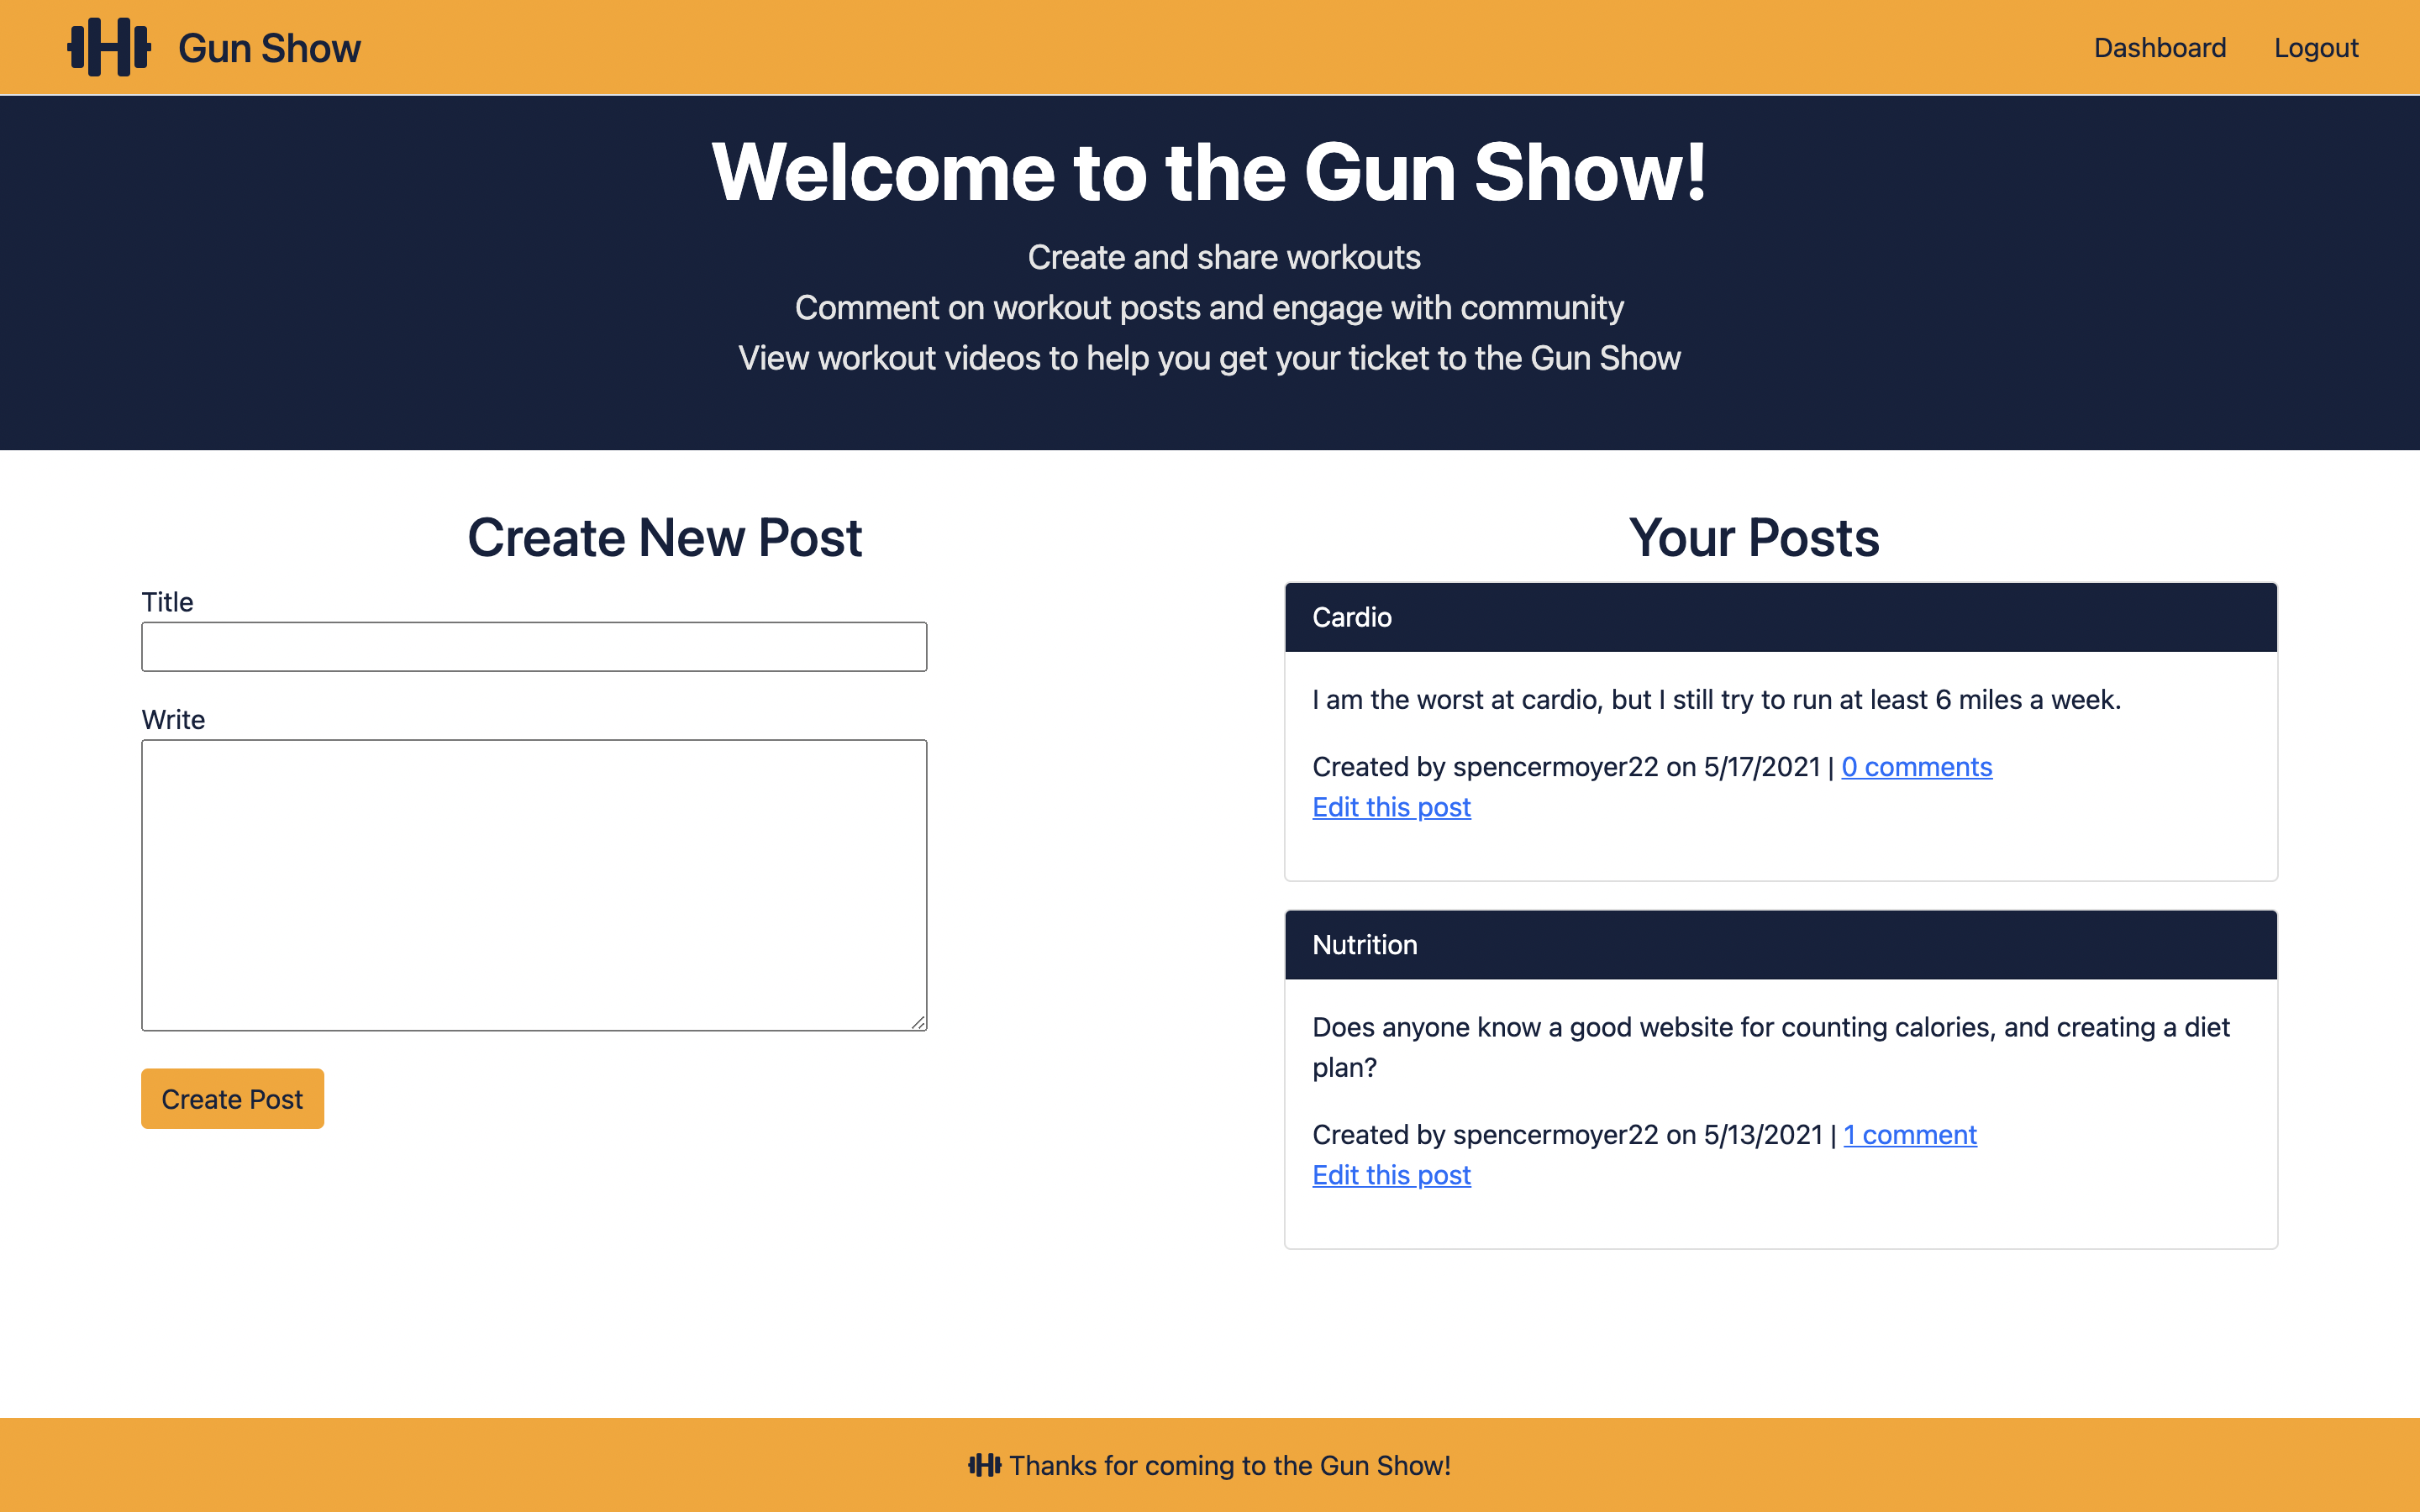 Gun Show
Dashboard
Logout
Welcome to the Gun Show!
Create and share workouts
Comment on workout posts and engage with community
View workout videos to help you get your ticket to the Gun Show
Create New Post
Title
Write
Create Post
Your Posts
Cardio
I am the worst at cardio, but I still try to run at least 6 miles a week.
Created by spencermoyer22 on 5/17/2021 | 0 comments
Edit this post
Nutrition
Does anyone know a good website for counting calories, and creating a diet
plan?
Created by spencermoyer22 on 5/13/2021 | 1 comment
Edit this post
Thanks for coming to the Gun Show!